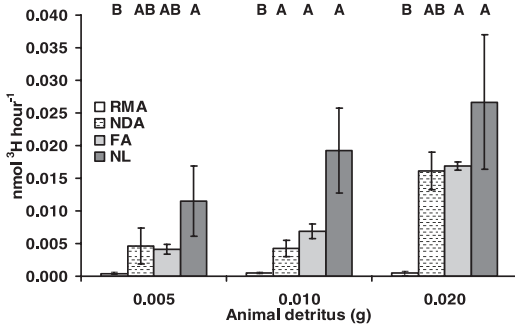 0.040 B AB AB A B A A A B AB A A
0.035
0.030
0.025
RMA
NDA
FA
NL
0.020
0.015
0.010
0.005
0.000
nmol ³H hour⁻¹
0.005 0.010 0.020
Animal detritus (g)